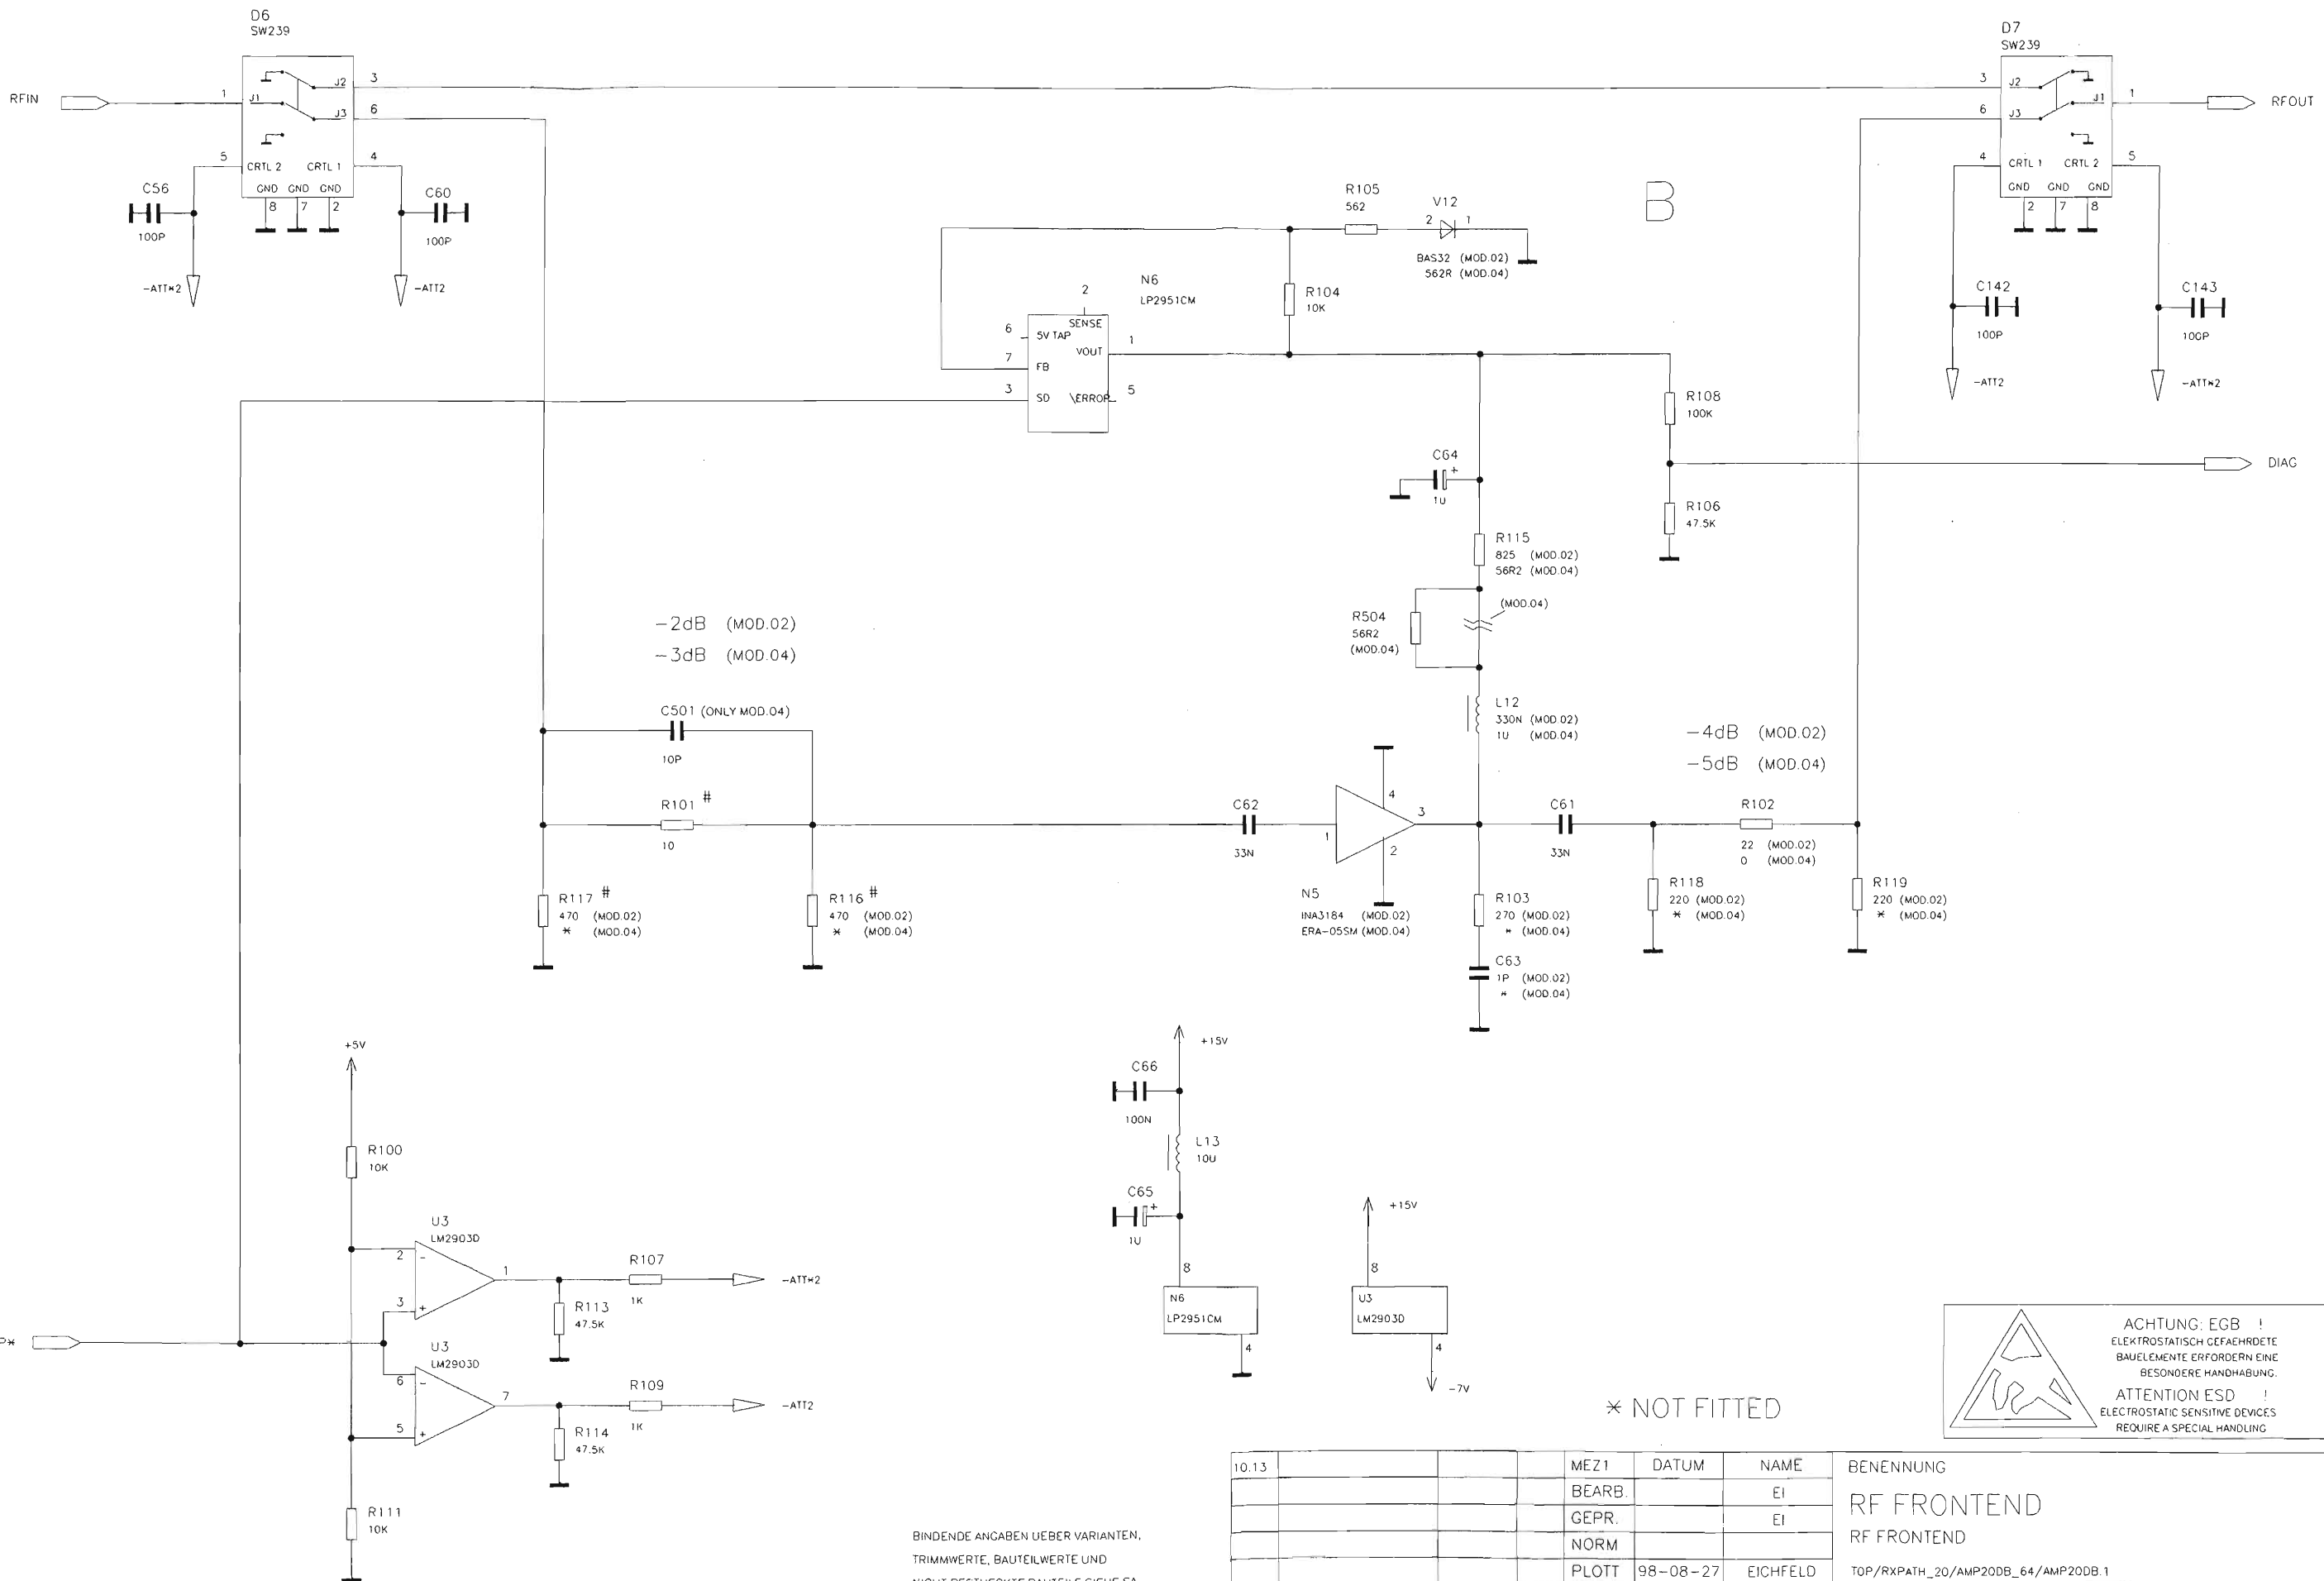 D6
SW239
RFIN
1
J1
J2
3
J3
6
5
CRTL 2
CRTL 1
4
GND GND GND
8
7
2
C56
100P
C60
100P
-ATT*2
-ATT2
D7
SW239
3
J2
J1
1
RFOUT
6
J3
4
CRTL 1
CRTL 2
5
GND GND GND
2
7
8
C142
100P
C143
100P
-ATT2
-ATT*2
B
R105
562
V12
2
1
BAS32 (MOD.02)
562R (MOD.04)
N6
LP2951CM
R104
10K
2
SENSE
6
5V TAP
VOUT
1
7
FB
3
SD
\ERROR
5
R108
100K
DIAG
C64
+
1U
R106
47.5K
R115
825 (MOD.02)
56R2 (MOD.04)
(MOD.04)
R504
56R2
(MOD.04)
L12
330N (MOD.02)
1U (MOD.04)
-2dB (MOD.02)
-3dB (MOD.04)
-4dB (MOD.02)
-5dB (MOD.04)
C501 (ONLY MOD.04)
10P
R101 #
10
C62
33N
4
1
3
2
C61
33N
R102
22 (MOD.02)
0 (MOD.04)
R117 #
470 (MOD.02)
* (MOD.04)
R116 #
470 (MOD.02)
* (MOD.04)
N5
INA3184 (MOD.02)
ERA-05SM (MOD.04)
R103
270 (MOD.02)
* (MOD.04)
R118
220 (MOD.02)
* (MOD.04)
R119
220 (MOD.02)
* (MOD.04)
C63
1P (MOD.02)
* (MOD.04)
+5V
+15V
C66
100N
L13
10U
C65
+
1U
8
N6
LP2951CM
4
+15V
8
U3
LM2903D
4
-7V
R100
10K
U3
LM2903D
2
-
3
+
1
R107
1K
-ATT*2
R113
47.5K
P*
U3
LM2903D
6
-
5
+
7
R109
1K
-ATT2
R114
47.5K
R111
10K
* NOT FITTED
ACHTUNG: EGB !
ELEKTROSTATISCH GEFAEHRDETE
BAUELEMENTE ERFORDERN EINE
BESONDERE HANDHABUNG.
ATTENTION ESD !
ELECTROSTATIC SENSITIVE DEVICES
REQUIRE A SPECIAL HANDLING
BINDENDE ANGABEN UEBER VARIANTEN,
TRIMMWERTE, BAUTEILWERTE UND
NICHT BESTUECKTE BAUTEILE SIEHE SA
10.13
MEZ1 DATUM NAME
BEARB. EI
GEPR. EI
NORM
PLOTT 98-08-27 EICHFELD
BENENNUNG
RF FRONTEND
RF FRONTEND
TOP/RXPATH_20/AMP20DB_64/AMP20DB.1